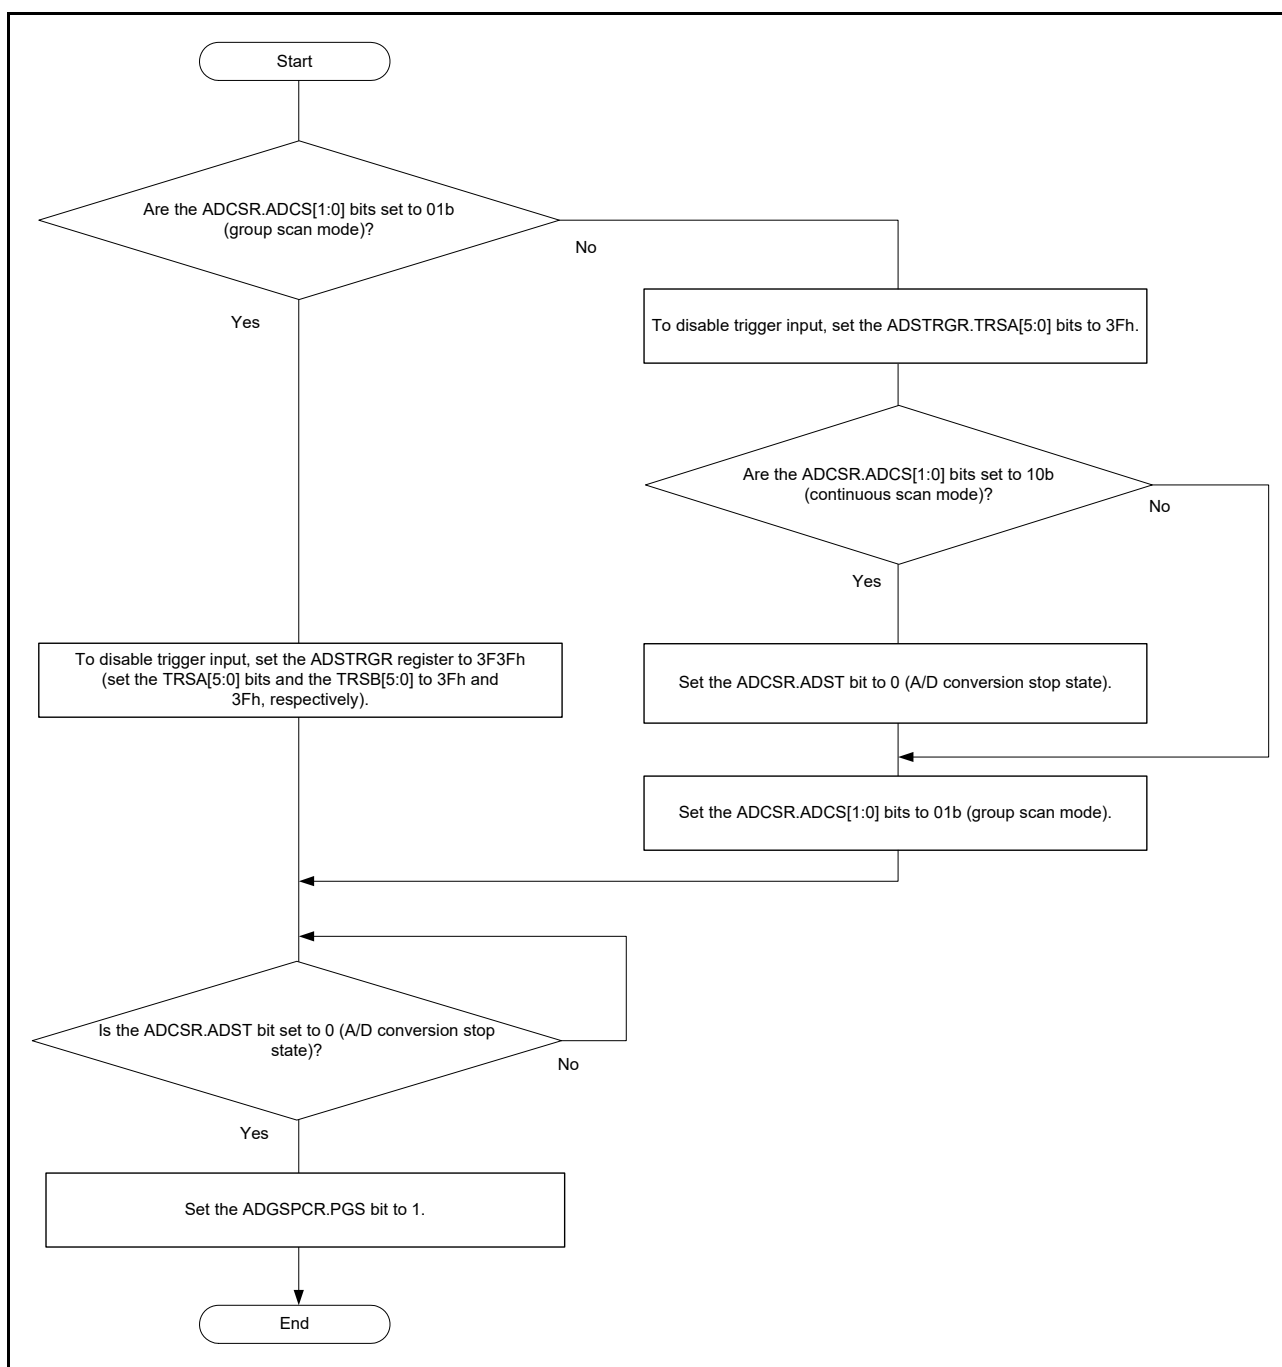 Start
Are the ADCSR.ADCS[1:0] bits set to 01b
(group scan mode)?
No
Yes
To disable trigger input, set the ADSTRGR.TRSA[5:0] bits to 3Fh.
Are the ADCSR.ADCS[1:0] bits set to 10b
(continuous scan mode)?
No
Yes
To disable trigger input, set the ADSTRGR register to 3F3Fh
(set the TRSA[5:0] bits and the TRSB[5:0] to 3Fh and
3Fh, respectively).
Set the ADCSR.ADST bit to 0 (A/D conversion stop state).
Set the ADCSR.ADCS[1:0] bits to 01b (group scan mode).
Is the ADCSR.ADST bit set to 0 (A/D conversion stop
state)?
No
Yes
Set the ADGSPCR.PGS bit to 1.
End